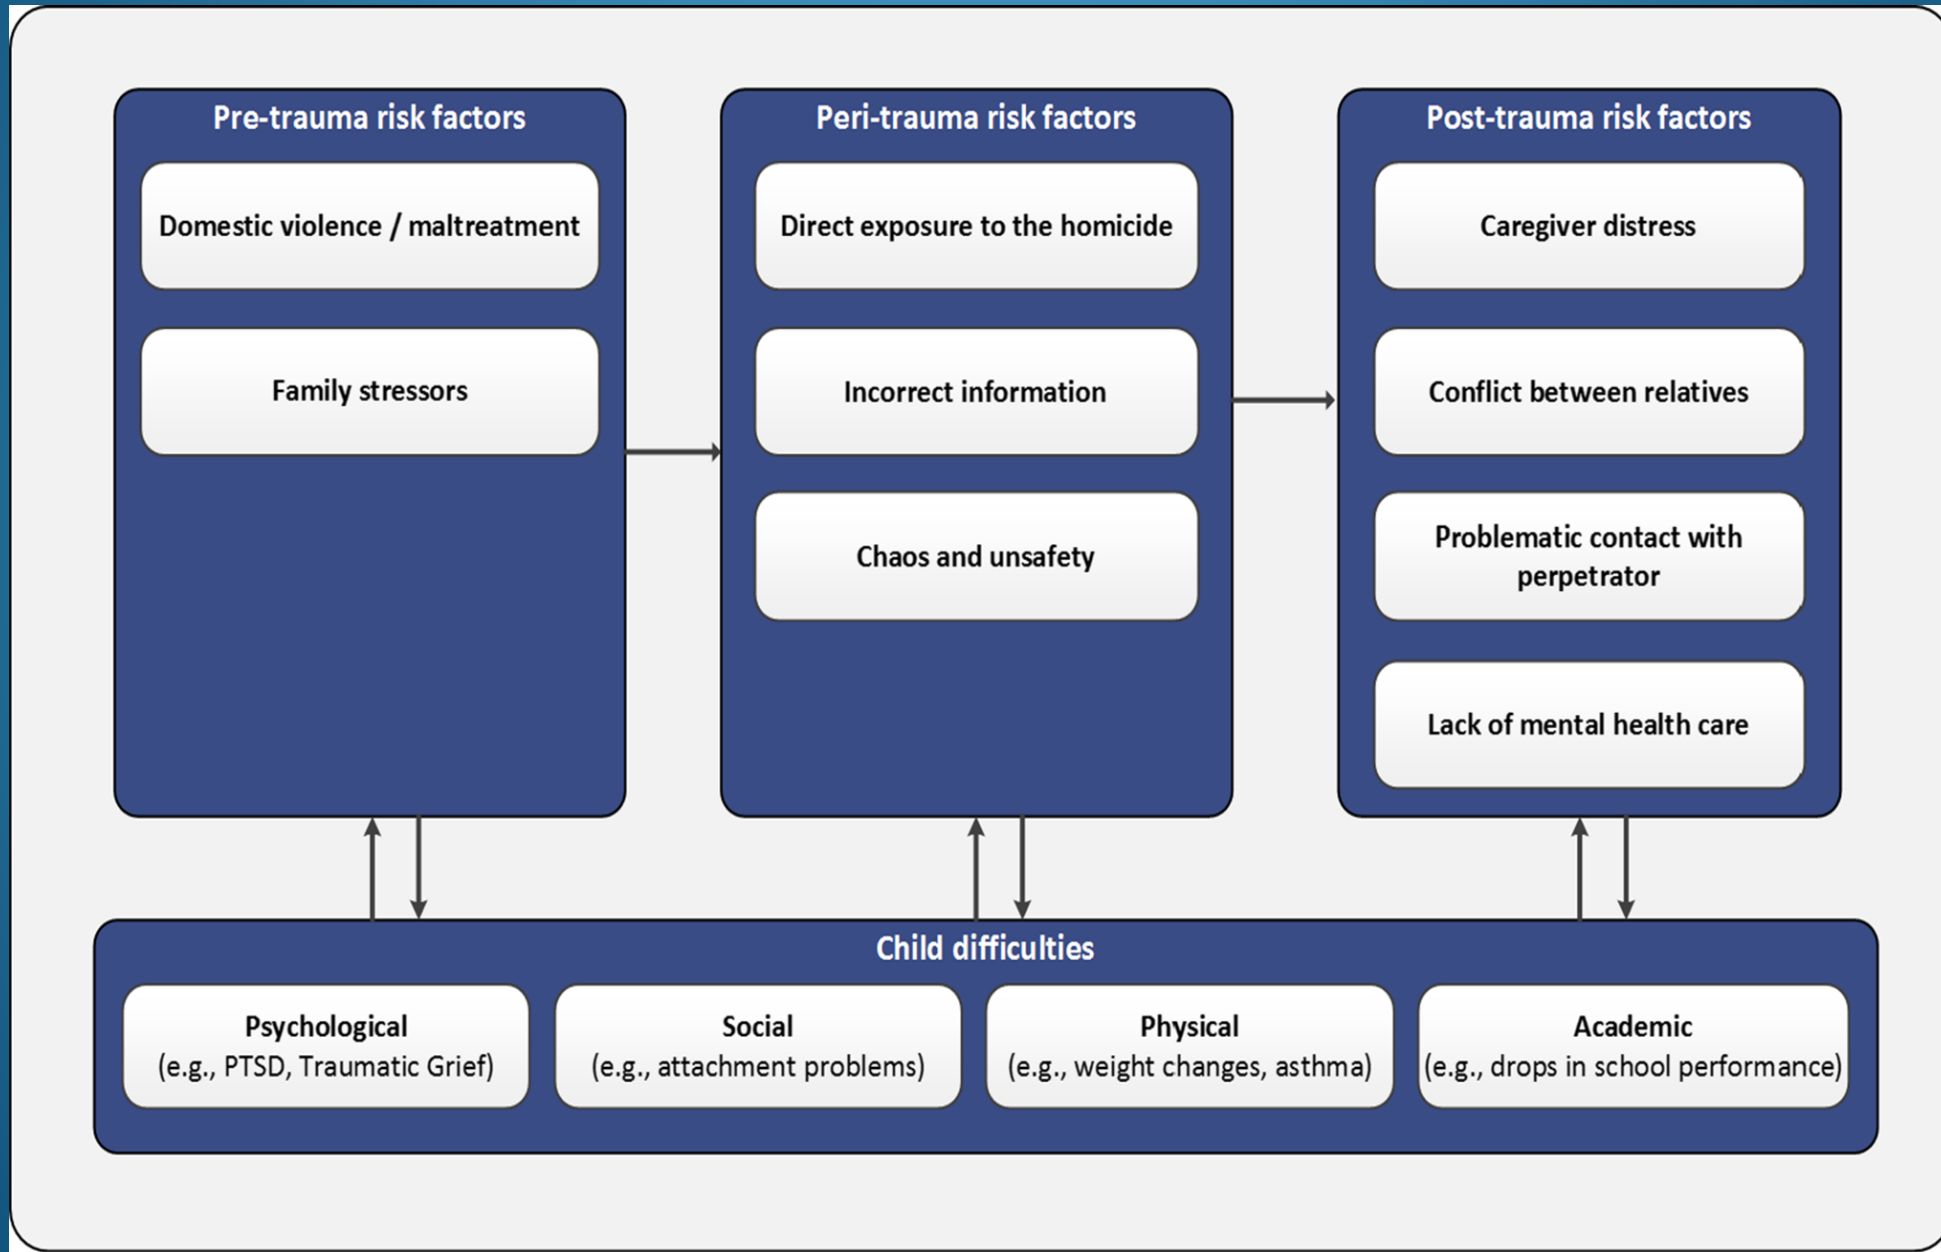 Pre-trauma risk factors
Domestic violence / maltreatment
Family stressors
Peri-trauma risk factors
Direct exposure to the homicide
Incorrect information
Chaos and unsafety
Post-trauma risk factors
Caregiver distress
Conflict between relatives
Problematic contact with
perpetrator
Lack of mental health care
Child difficulties
Psychological
(e.g., PTSD, Traumatic Grief)
Social
(e.g., attachment problems)
Physical
(e.g., weight changes, asthma)
Academic
(e.g., drops in school performance)